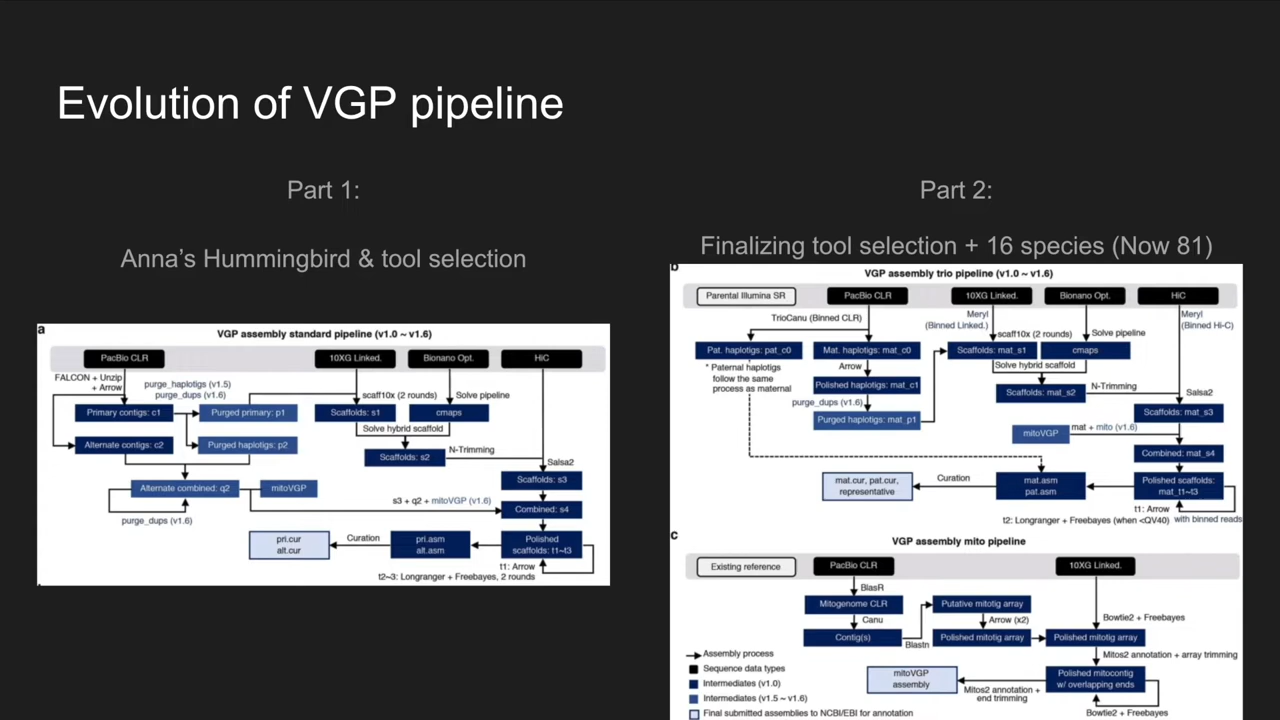 Evolution of VGP pipeline
Part 1:
Anna's Hummingbird & tool selection
a
VGP assembly standard pipeline (v1.0 ~ v1.6)
PacBio CLR
10XG Linked.
Bionano Opt.
HiC
FALCON + Unzip
+ Arrow
purge_haplotigs (v1.5)
purge_dups (v1.6)
scaff10x (2 rounds)
Solve pipeline
Primary contigs: c1
Purged primary: p1
Scaffolds: s1
cmaps
Solve hybrid scaffold
Alternate contigs: c2
Purged haplotigs: p2
Scaffolds: s2
N-Trimming
Salsa2
Scaffolds: s3
Alternate combined: q2
mitoVGP
s3 + q2 + mitoVGP (v1.6)
Combined: s4
purge_dups (v1.6)
pri.cur
alt.cur
Curation
pri.asm
alt.asm
Polished
scaffolds: t1~t3
t1: Arrow
t2~3: Longranger + Freebayes, 2 rounds
Part 2:
Finalizing tool selection + 16 species (Now 81)
b
VGP assembly trio pipeline (v1.0 ~ v1.6)
Parental Illumina SR
PacBio CLR
10XG Linked.
Bionano Opt.
HiC
TrioCanu (Binned CLR)
Meryl
(Binned Linked.)
scaff10x (2 rounds)
Solve pipeline
Meryl
(Binned Hi-C)
Pat. haplotigs: pat_c0
Mat. haplotigs: mat_c0
Scaffolds: mat_s1
cmaps
* Paternal haplotigs
follow the same
process as maternal
Arrow
Solve hybrid scaffold
Polished haplotigs: mat_c1
Scaffolds: mat_s2
N-Trimming
Salsa2
purge_dups (v1.6)
Purged haplotigs: mat_p1
Scaffolds: mat_s3
mitoVGP
mat + mito (v1.6)
Combined: mat_s4
mat.cur, pat.cur,
representative
Curation
mat.asm
pat.asm
Polished scaffolds:
mat_t1~t3
t1: Arrow
t2: Longranger + Freebayes (when <QV40)
with binned reads
c
VGP assembly mito pipeline
Existing reference
PacBio CLR
10XG Linked.
BlasR
Mitogenome CLR
Putative mitotig array
Canu
Arrow (x2)
Bowtie2 + Freebayes
Contig(s)
Blastn
Polished mitotig array
Polished mitotig array
Mitos2 annotation + array trimming
Assembly process
Sequence data types
Intermediates (v1.0)
Intermediates (v1.5 ~ v1.6)
Final submitted assemblies to NCBI/EBI for annotation
mitoVGP
assembly
Mitos2 annotation +
end trimming
Polished mitocontig
w/ overlapping ends
Bowtie2 + Freebayes